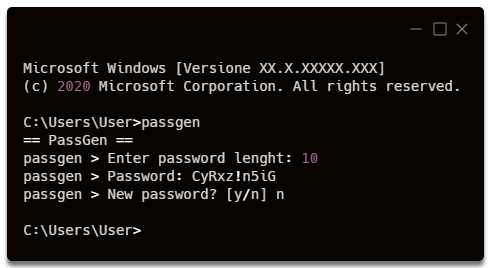 Microsoft Windows [Versione XX.X.XXXXX.XXX]
(c) 2020 Microsoft Corporation. All rights reserved.
C:\Users\User>passgen
== PassGen ==
passgen > Enter password lenght: 10
passgen > Password: CyRxz!n5iG
passgen > New password? [y/n] n
C:\Users\User>